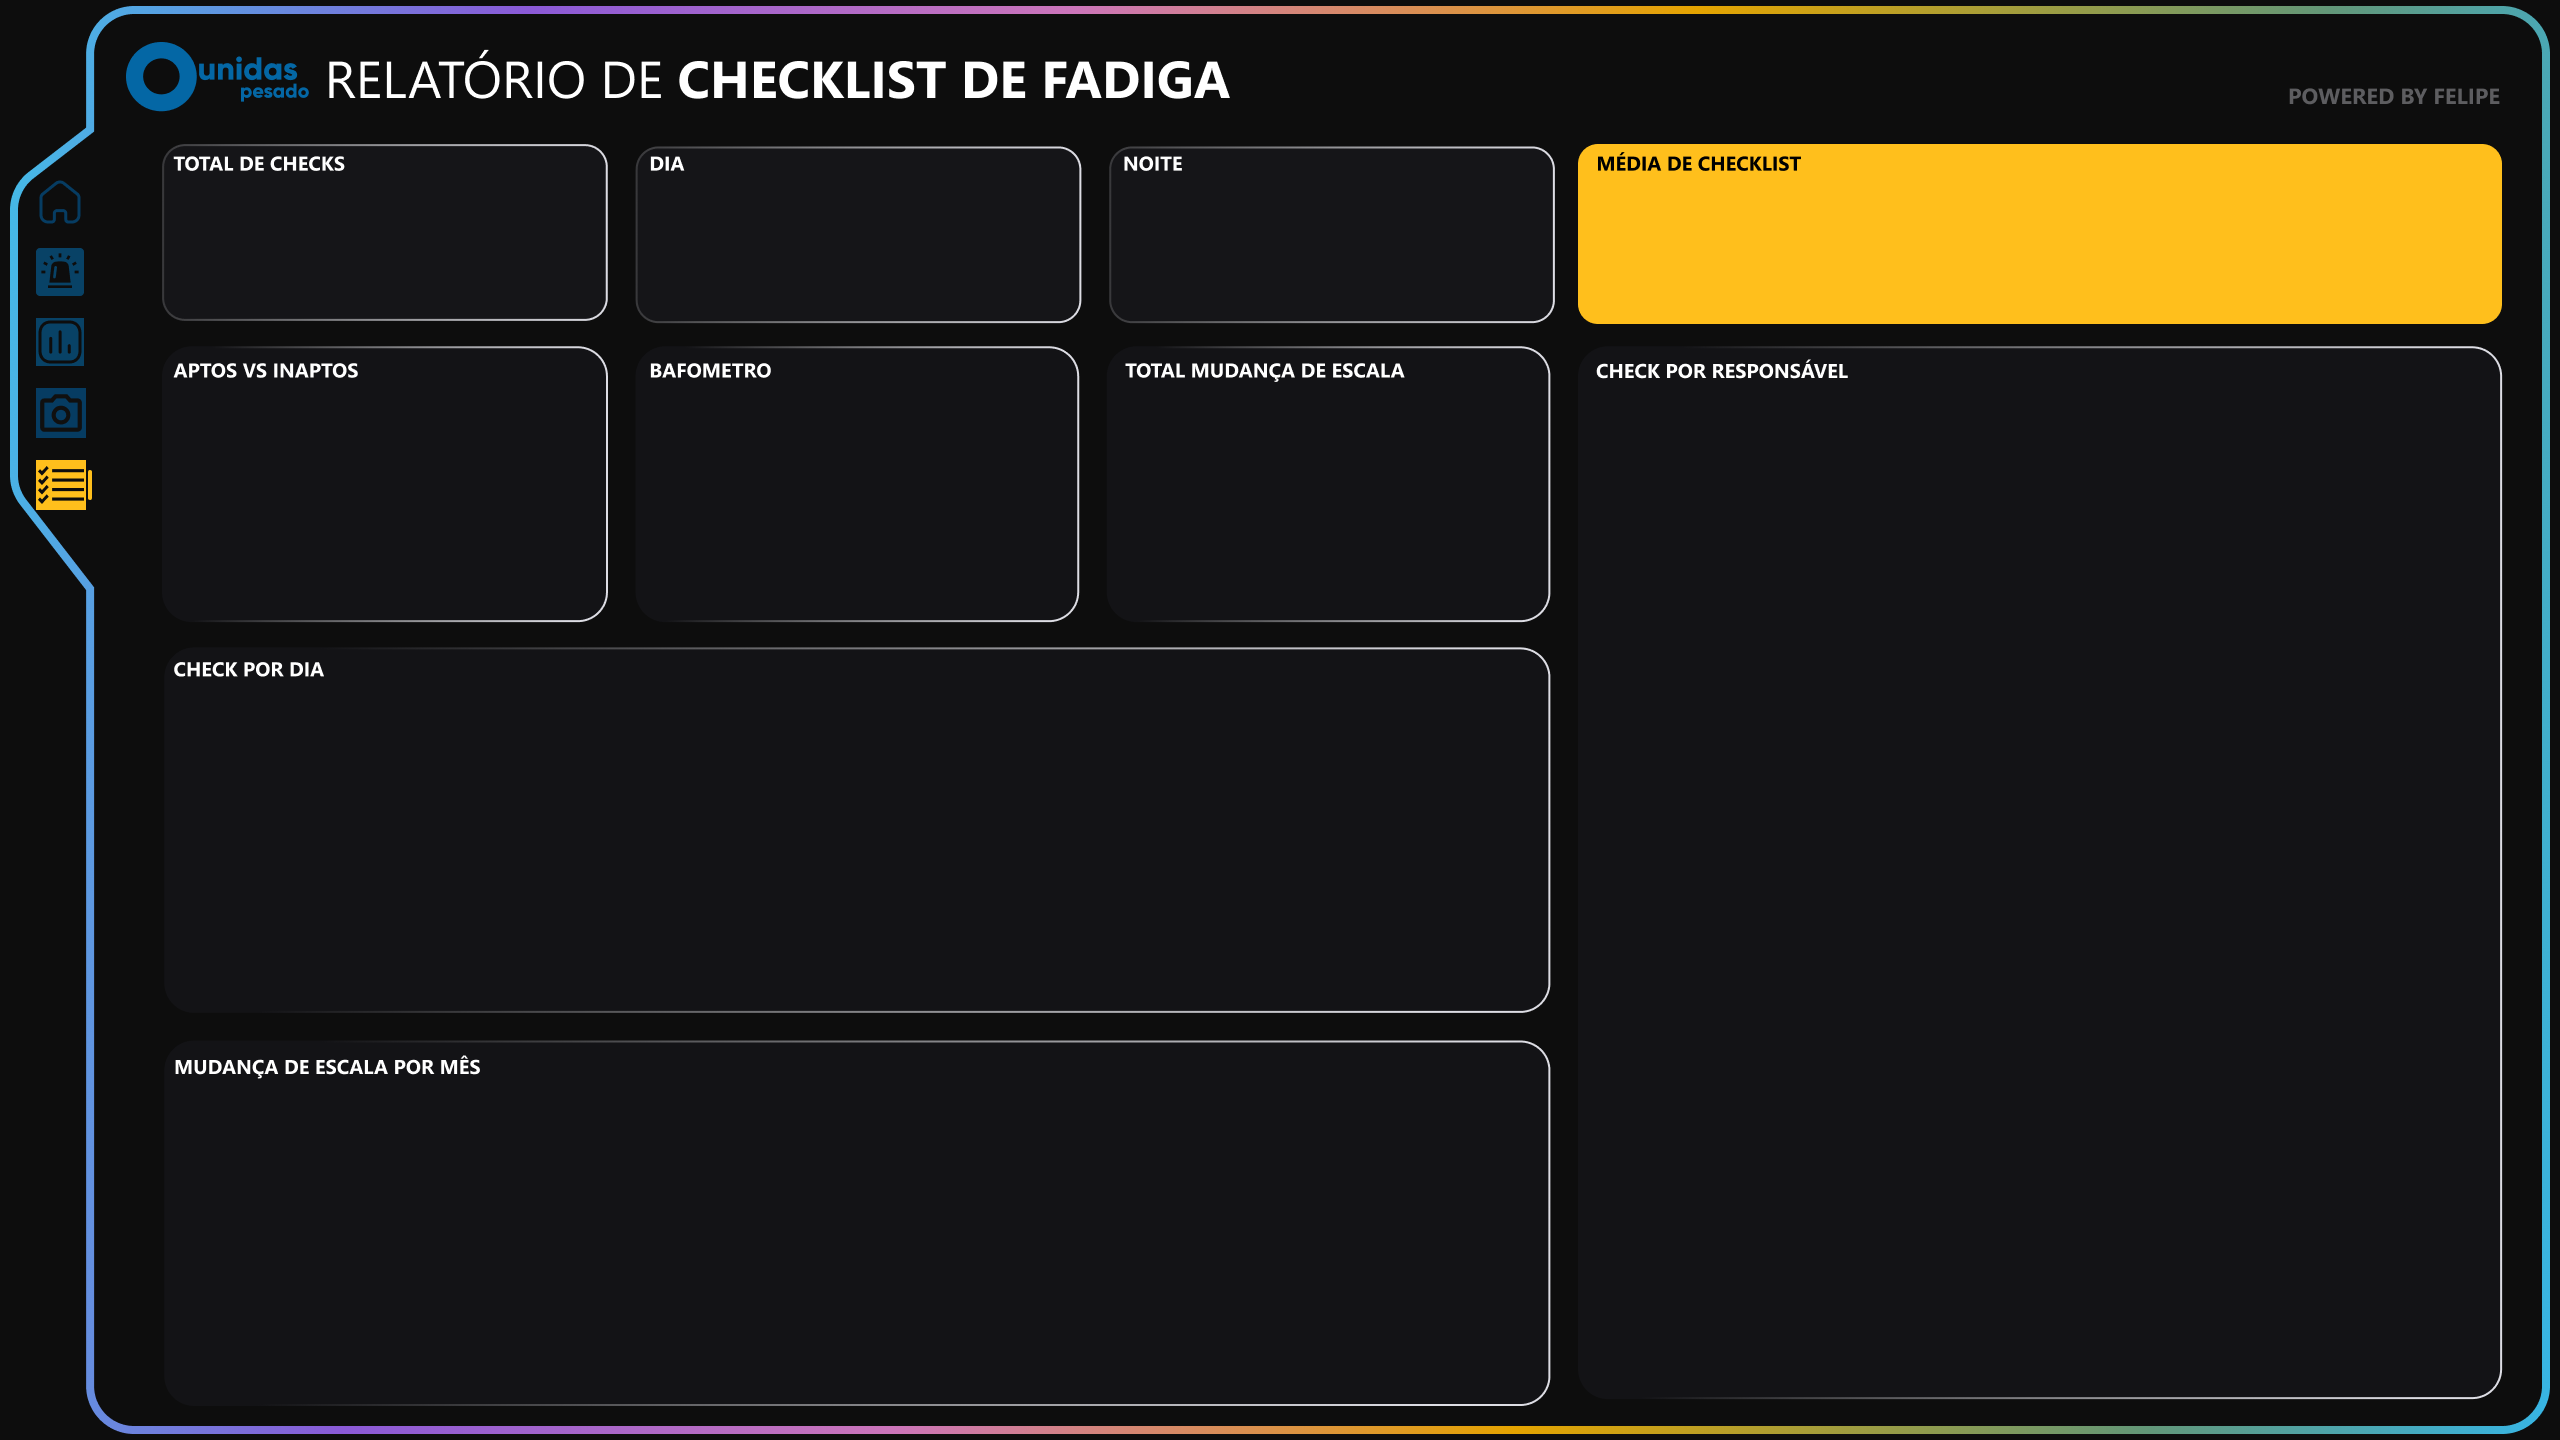 unidas
pesado
RELATÓRIO DE CHECKLIST DE FADIGA
POWERED BY FELIPE
TOTAL DE CHECKS
DIA
NOITE
MÉDIA DE CHECKLIST
APTOS VS INAPTOS
BAFOMETRO
TOTAL MUDANÇA DE ESCALA
CHECK POR RESPONSÁVEL
CHECK POR DIA
MUDANÇA DE ESCALA POR MÊS